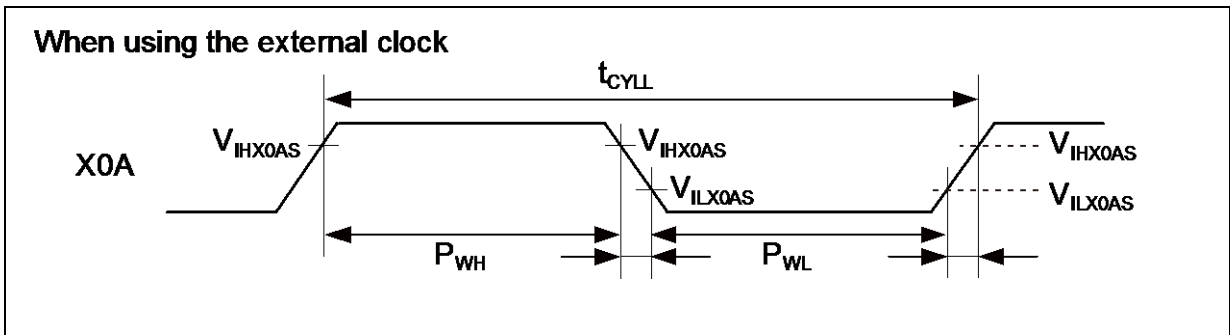 When using the external clock
tCYLL
X0A
VIHX0AS
VIHX0AS
VIHX0AS
VILX0AS
VILX0AS
PWH
PWL